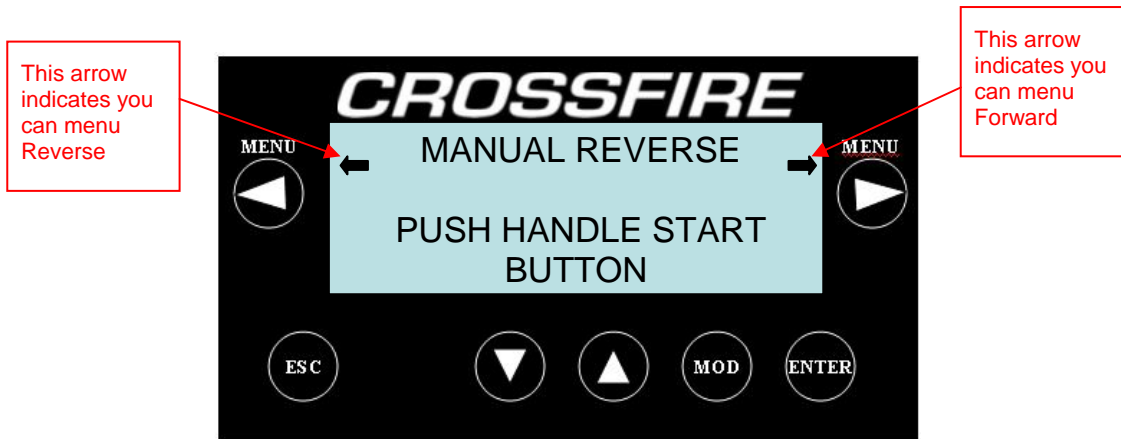 This arrow
indicates you
can menu
Reverse
This arrow
indicates you
can menu
Forward
CROSSFIRE
MENU
MANUAL REVERSE
MENU
PUSH HANDLE START
BUTTON
ESC
MOD
ENTER